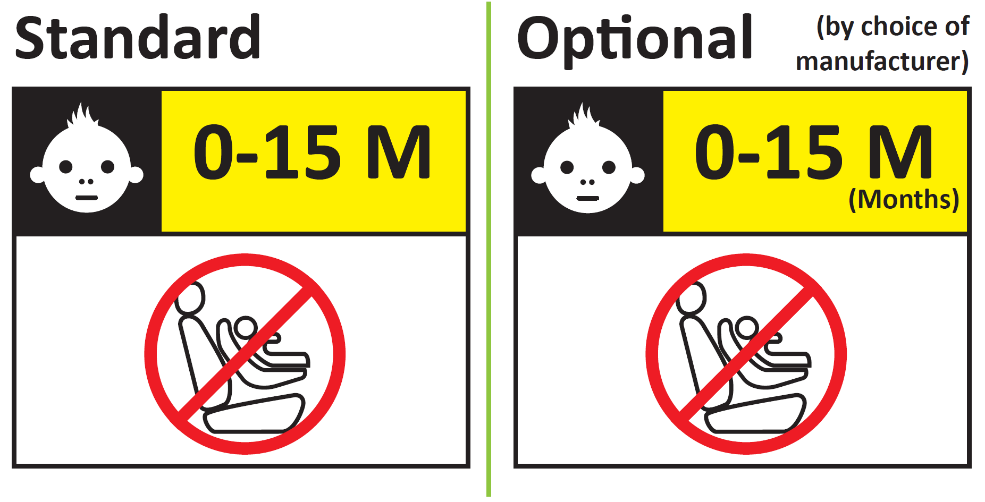 Standard
0-15 M
Optional
(by choice of
manufacturer)
0-15 M
(Months)